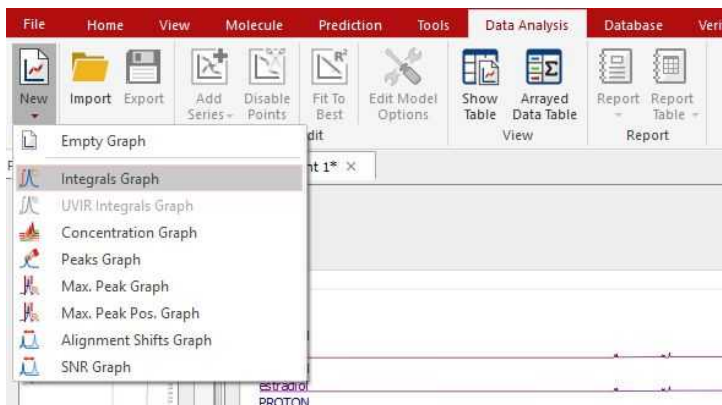 File Home View Molecule Prediction Tools Data Analysis Database Veri
New Import Export Add Series Disable Points Fit To Best Edit Model Options Show Table Arrayed Data Table Report Report Table
dit View Report
Empty Graph
nt 1*
Integrals Graph
UVIR Integrals Graph
Concentration Graph
Peaks Graph
Max. Peak Graph
Max. Peak Pos. Graph
Alignment Shifts Graph
SNR Graph
estradiol
PROTON